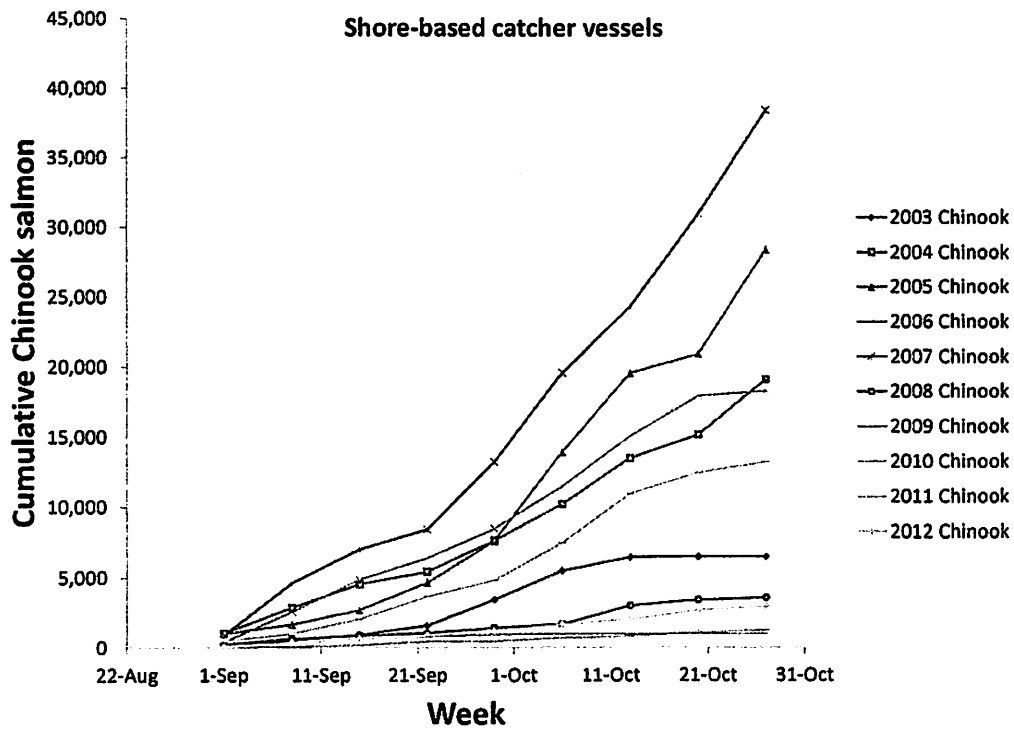 Shore-based catcher vessels
Cumulative Chinook salmon
45,000
40,000
35,000
30,000
25,000
20,000
15,000
10,000
5,000
0
22-Aug 1-Sep 11-Sep 21-Sep 1-Oct 11-Oct 21-Oct 31-Oct
Week
2003 Chinook
2004 Chinook
2005 Chinook
2006 Chinook
2007 Chinook
2008 Chinook
2009 Chinook
2010 Chinook
2011 Chinook
2012 Chinook